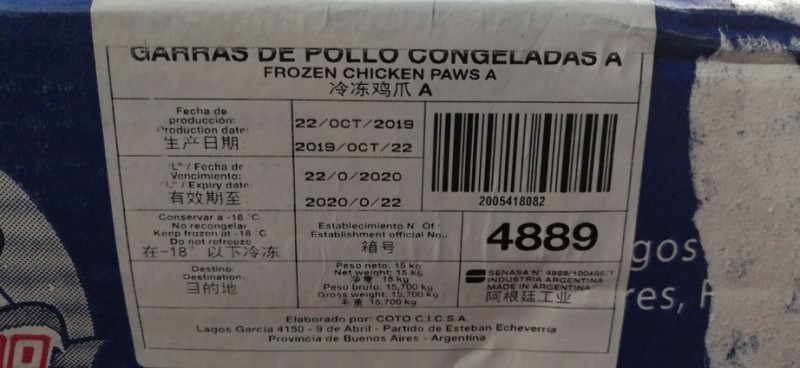 GARRAS DE POLLO CONGELADAS A
FROZEN CHICKEN PAWS A
冷冻鸡爪 A
Fecha de
producción:
Production date:
生产日期
22/OCT/2019
2019/OCT/22
2005418082
"L" / Fecha de
Vencimiento:
"L" / Expiry date
有效期至
22/0/2020
2020/0/22
Conservar a -18 °C
No recongelar
Keep frozen at -18 °C
Do not refreeze
在-18° 以下冷冻
Establecimiento N° Of.:
Establishment official No.:
箱号
4889
Destino:
Destination:
目的地
Peso neto: 15 kg
Net weight: 15 kg
净重 15 kg
Peso bruto: 15,700 kg
Gross weight: 15,700 kg
毛重 15,700 kg
SENASA N° 4889/100486/1
INDUSTRIA ARGENTINA
MADE IN ARGENTINA
阿根廷工业
Elaborado por: COTO C.I.C.S.A.
Lagos García 4150 - 9 de Abril - Partido de Esteban Echeverría
Provincia de Buenos Aires - Argentina
gos
res,